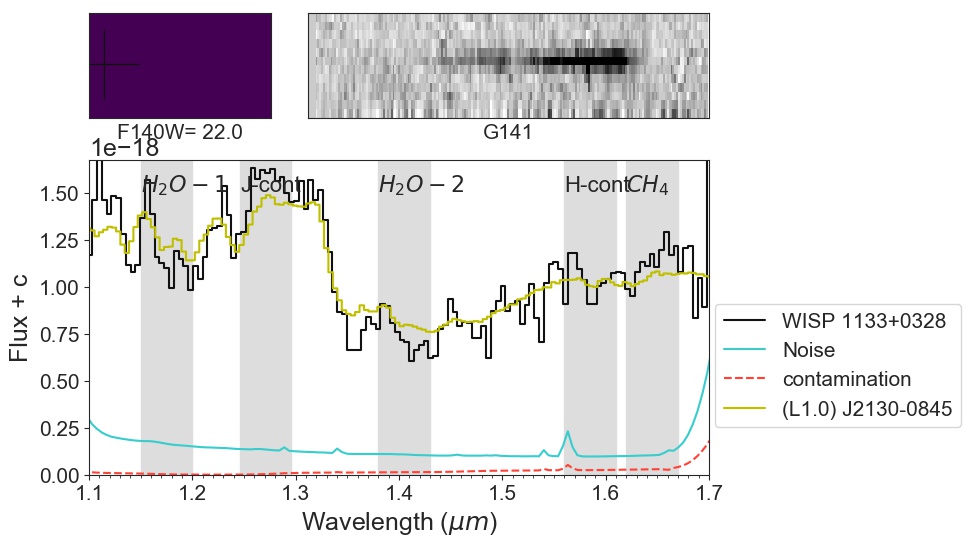 F140W= 22.0
G141
1e−18
H₂O − 1
J-cont
H₂O − 2
H-cont
CH₄
1.50
1.25
1.00
0.75
0.50
0.25
0.00
Flux + c
1.1
1.2
1.3
1.4
1.5
1.6
1.7
Wavelength (μm)
WISP 1133+0328
Noise
contamination
(L1.0) J2130-0845